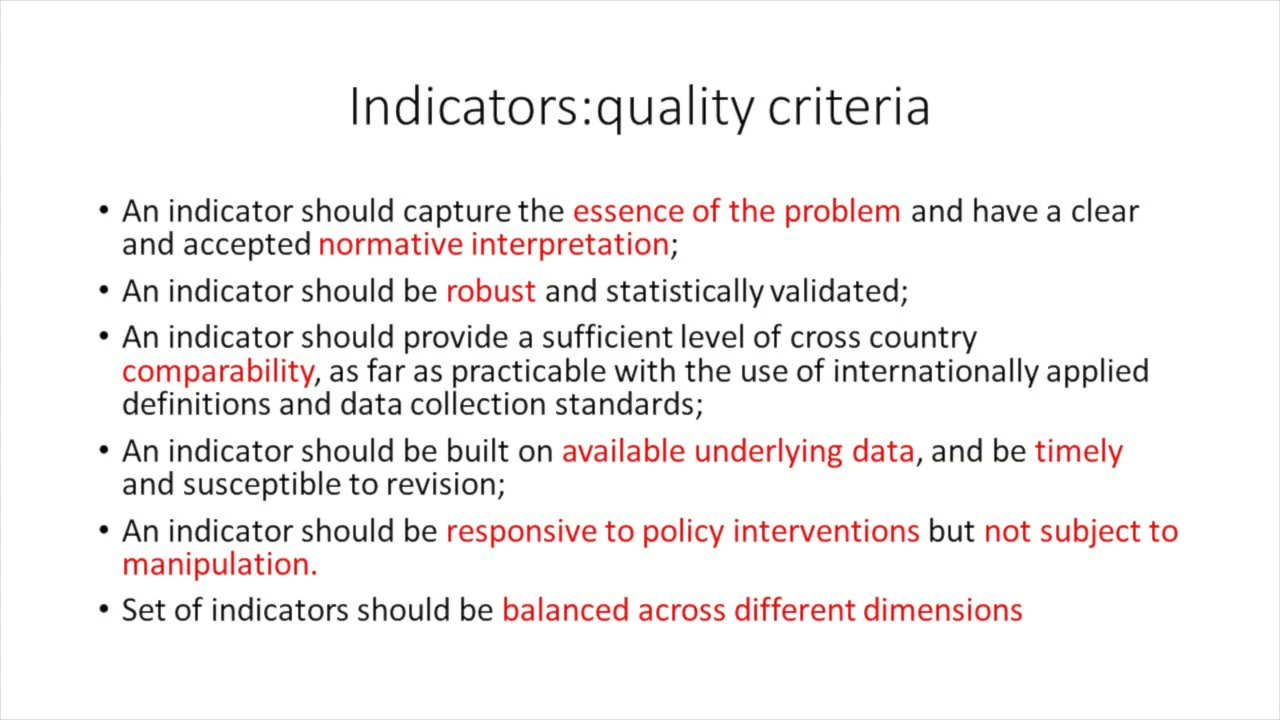 Indicators:quality criteria
• An indicator should capture the essence of the problem and have a clear
and accepted normative interpretation;
• An indicator should be robust and statistically validated;
• An indicator should provide a sufficient level of cross country
comparability, as far as practicable with the use of internationally applied
definitions and data collection standards;
• An indicator should be built on available underlying data, and be timely
and susceptible to revision;
• An indicator should be responsive to policy interventions but not subject to
manipulation.
• Set of indicators should be balanced across different dimensions